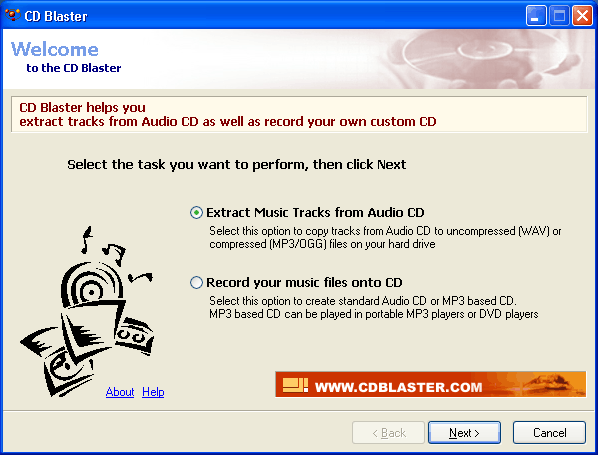 CD Blaster
Welcome
to the CD Blaster
CD Blaster helps you
extract tracks from Audio CD as well as record your own custom CD
Select the task you want to perform, then click Next
Extract Music Tracks from Audio CD
Select this option to copy tracks from Audio CD to uncompressed (WAV) or
compressed (MP3/OGG) files on your hard drive
Record your music files onto CD
Select this option to create standard Audio CD or MP3 based CD.
MP3 based CD can be played in portable MP3 players or DVD players
About Help
WWW.CDBLASTER.COM
< Back Next > Cancel